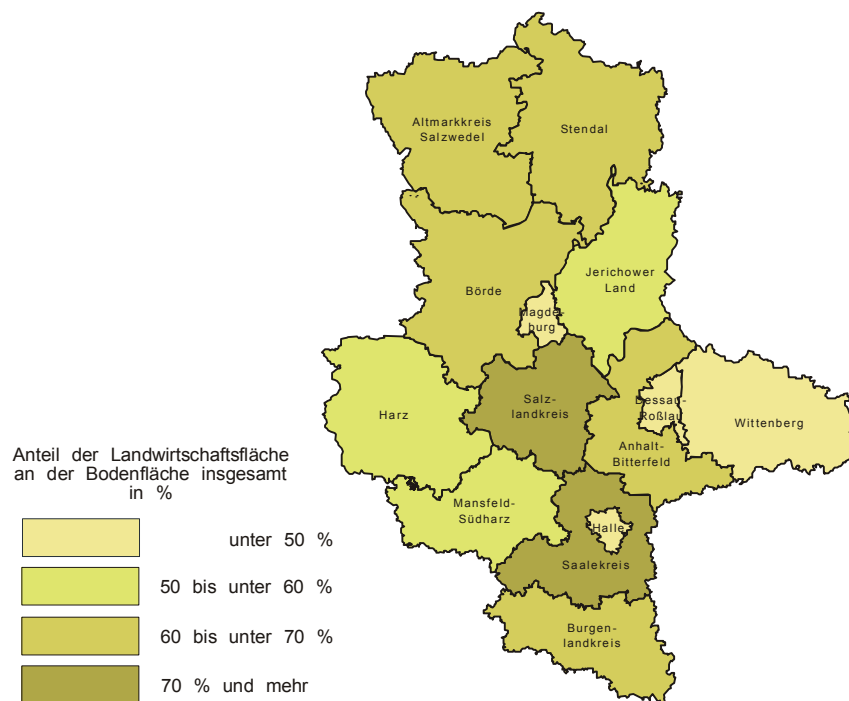 Altmarkkreis
Salzwedel
Stendal
Jerichower
Land
Börde
Magde-
burg
Harz
Salz-
landkreis
Dessau-
Roßlau
Wittenberg
Anhalt-
Bitterfeld
Mansfeld-
Südharz
Halle
Saalekreis
Burgen-
landkreis
Anteil der Landwirtschaftsfläche
an der Bodenfläche insgesamt
in %
unter 50 %
50 bis unter 60 %
60 bis unter 70 %
70 % und mehr